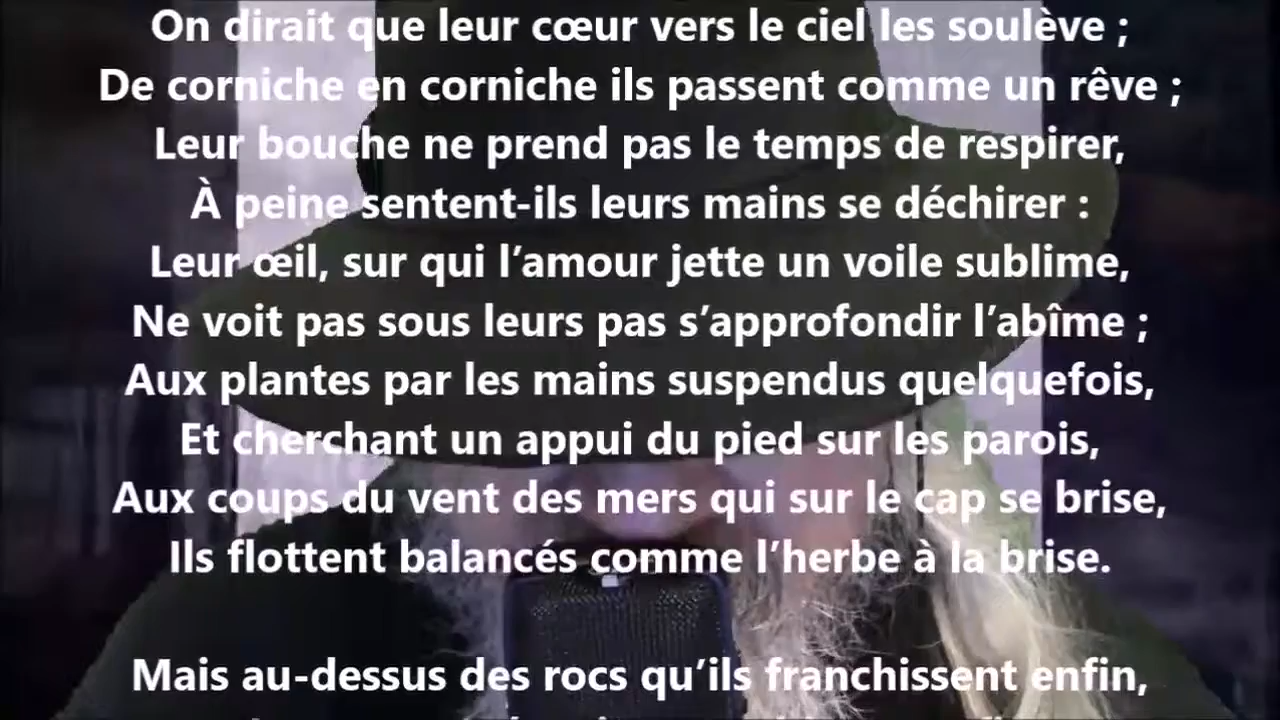 On dirait que leur cœur vers le ciel les soulève ;
De corniche en corniche ils passent comme un rêve ;
Leur bouche ne prend pas le temps de respirer,
À peine sentent-ils leurs mains se déchirer :
Leur œil, sur qui l’amour jette un voile sublime,
Ne voit pas sous leurs pas s’approfondir l’abîme ;
Aux plantes par les mains suspendus quelquefois,
Et cherchant un appui du pied sur les parois,
Aux coups du vent des mers qui sur le cap se brise,
Ils flottent balancés comme l’herbe à la brise.
Mais au-dessus des rocs qu’ils franchissent enfin,